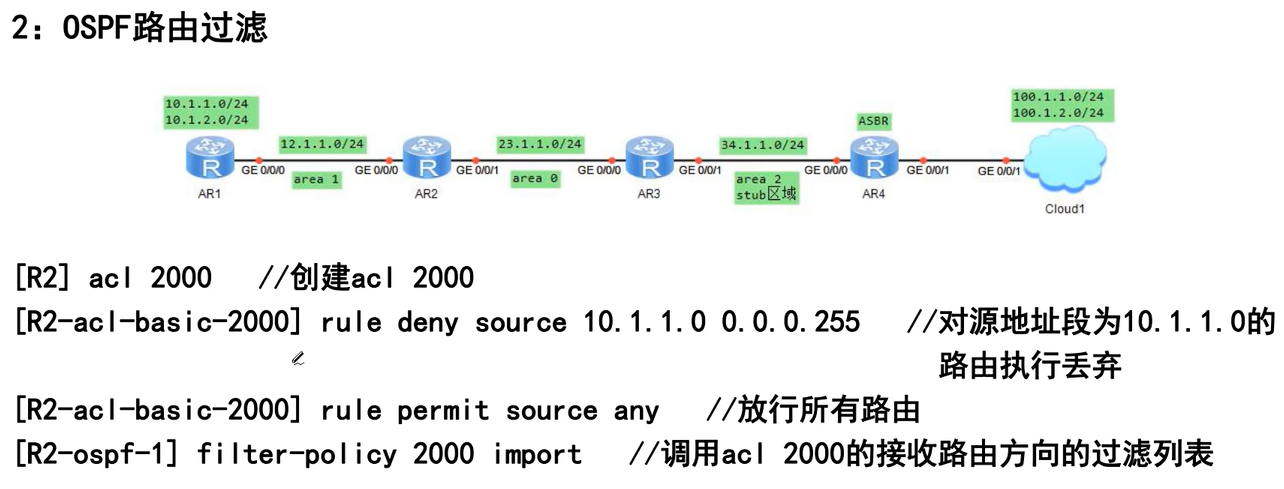 2：OSPF路由过滤
10.1.1.0/24
10.1.2.0/24
100.1.1.0/24
100.1.2.0/24
ASBR
12.1.1.0/24
23.1.1.0/24
34.1.1.0/24
R
R
R
R
GE 0/0/0
area 1
GE 0/0/0
GE 0/0/1
area 0
GE 0/0/0
GE 0/0/1
area 2
stub区域
GE 0/0/0
GE 0/0/1
GE 0/0/1
AR1
AR2
AR3
AR4
Cloud1
[R2] acl 2000 //创建acl 2000
[R2-acl-basic-2000] rule deny source 10.1.1.0 0.0.0.255 //对源地址段为10.1.1.0的
路由执行丢弃
[R2-acl-basic-2000] rule permit source any //放行所有路由
[R2-ospf-1] filter-policy 2000 import //调用acl 2000的接收路由方向的过滤列表